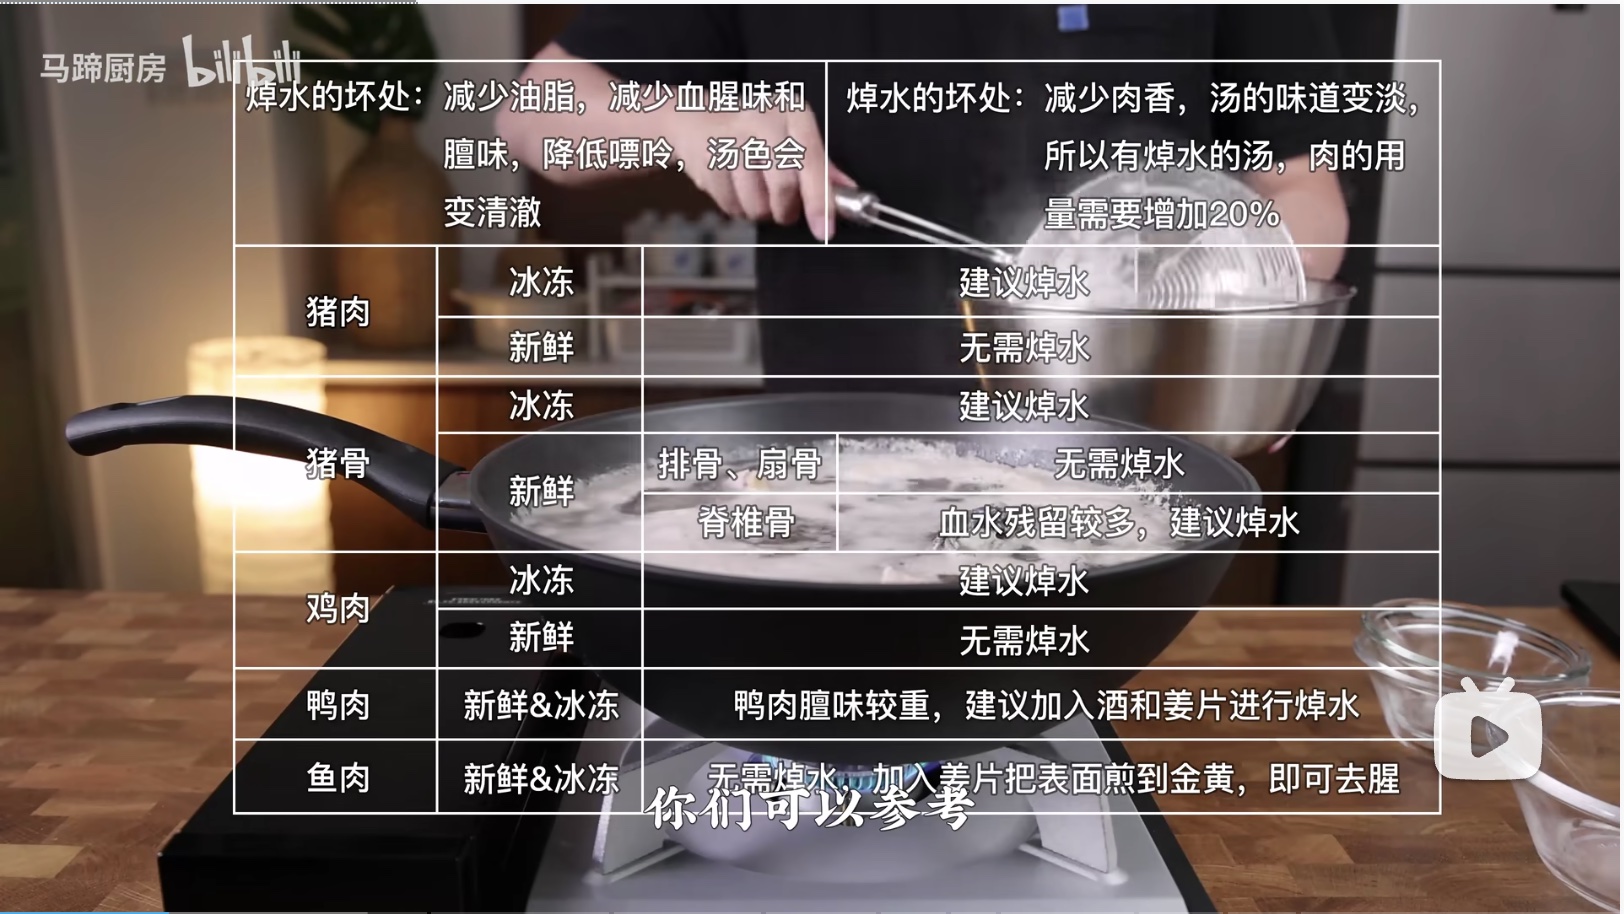 马蹄厨房 bilibili
焯水的坏处：减少油脂，减少血腥味和
膻味，降低嘌呤，汤色会
变清澈
焯水的坏处：减少肉香，汤的味道变淡，
所以有焯水的汤，肉的用
量需要增加20%
猪肉
冰冻
建议焯水
新鲜
无需焯水
猪骨
冰冻
建议焯水
新鲜
排骨、扇骨
无需焯水
脊椎骨
血水残留较多，建议焯水
鸡肉
冰冻
建议焯水
新鲜
无需焯水
鸭肉
新鲜&冰冻
鸭肉膻味较重，建议加入酒和姜片进行焯水
鱼肉
新鲜&冰冻
无需焯水，加入姜片把表面煎到金黄，即可去腥
你们可以参考